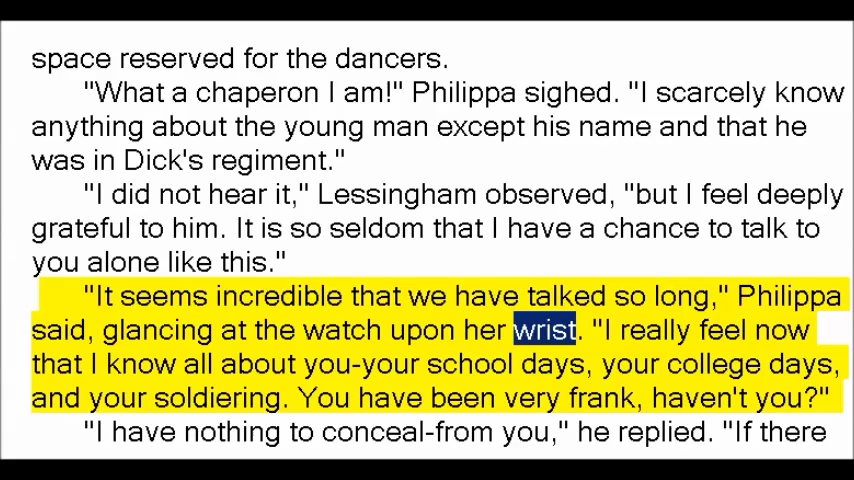 space reserved for the dancers.
"What a chaperon I am!" Philippa sighed. "I scarcely know
anything about the young man except his name and that he
was in Dick's regiment."
"I did not hear it," Lessingham observed, "but I feel deeply
grateful to him. It is so seldom that I have a chance to talk to
you alone like this."
"It seems incredible that we have talked so long," Philippa
said, glancing at the watch upon her wrist. "I really feel now
that I know all about you-your school days, your college days,
and your soldiering. You have been very frank, haven't you?"
"I have nothing to conceal-from you," he replied. "If there